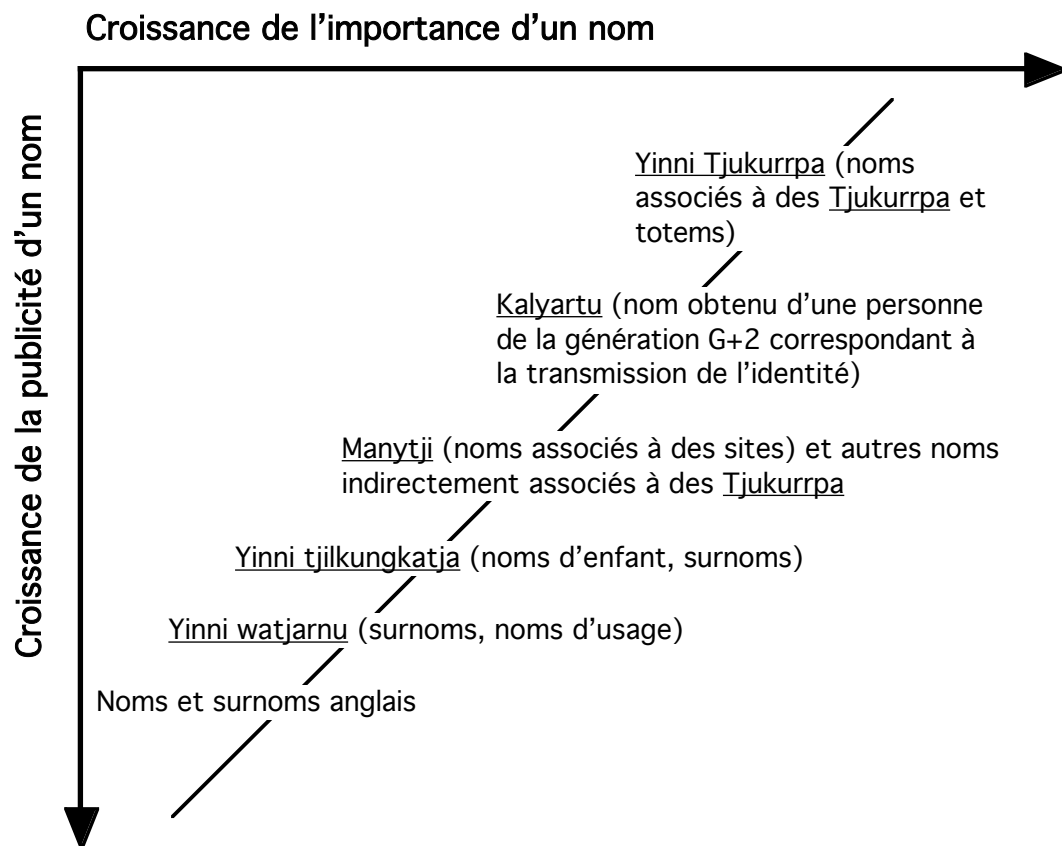 Croissance de l’importance d’un nom
Croissance de la publicité d’un nom
Yinni Tjukurrpa (noms
associés à des Tjukurrpa et
totems)
Kalyartu (nom obtenu d’une personne
de la génération G+2 correspondant à
la transmission de l’identité)
Manytji (noms associés à des sites) et autres noms
indirectement associés à des Tjukurrpa
Yinni tjilkungkatja (noms d’enfant, surnoms)
Yinni watjarnu (surnoms, noms d’usage)
Noms et surnoms anglais